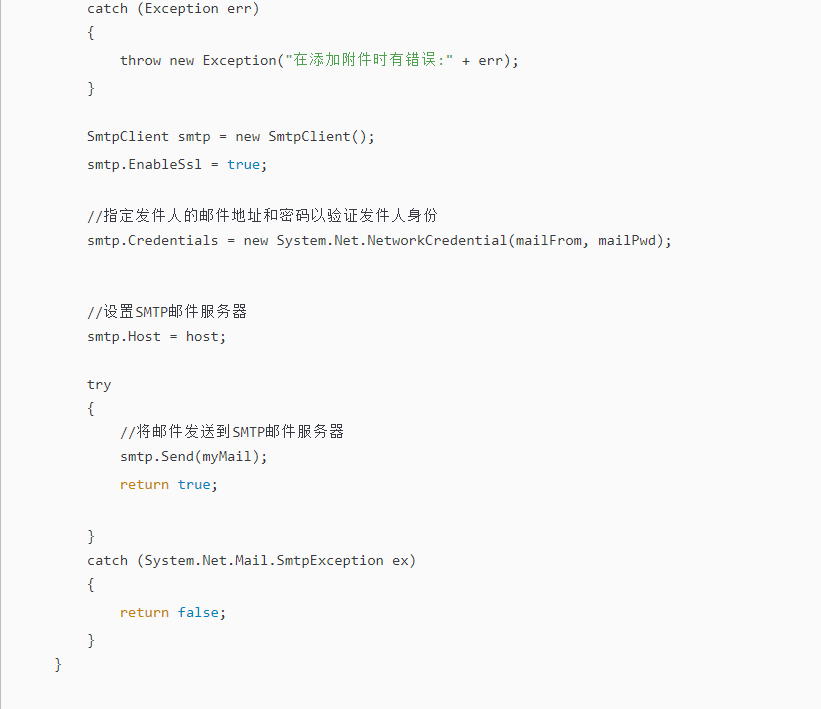 catch (Exception err)
{
throw new Exception("在添加附件时有错误:" + err);
}
SmtpClient smtp = new SmtpClient();
smtp.EnableSsl = true;
//指定发件人的邮件地址和密码以验证发件人身份
smtp.Credentials = new System.Net.NetworkCredential(mailFrom, mailPwd);
//设置SMTP邮件服务器
smtp.Host = host;
try
{
//将邮件发送到SMTP邮件服务器
smtp.Send(myMail);
return true;
}
catch (System.Net.Mail.SmtpException ex)
{
return false;
}
}